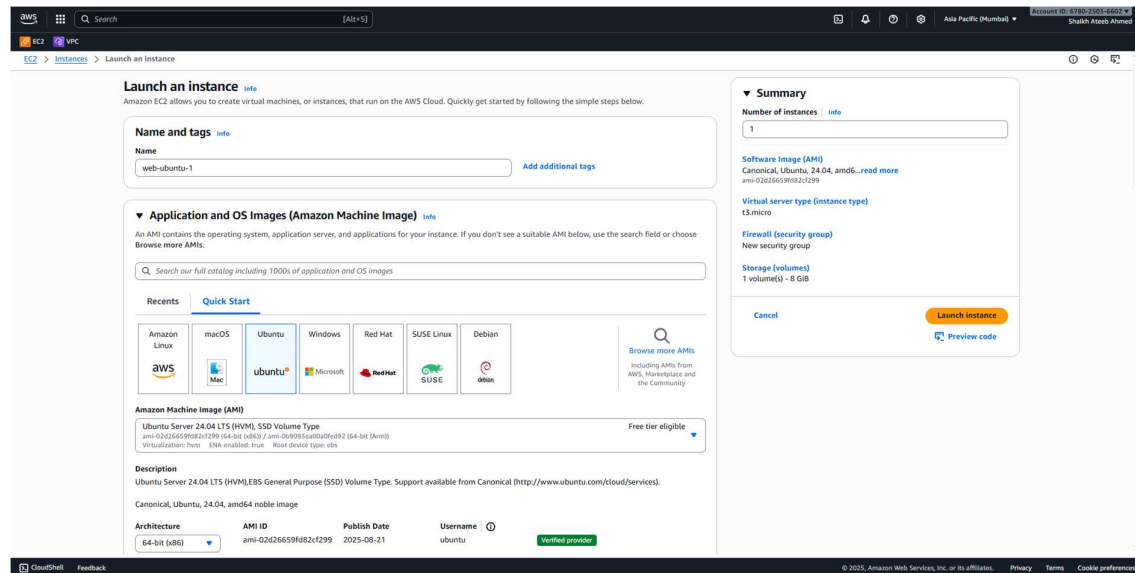 aws
Search
[Alt+S]
Asia Pacific (Mumbai)
Account ID: 6780-2503-6602
Shaikh Ateeb Ahmed
EC2
VPC
EC2 > Instances > Launch an instance
Launch an instance Info
Amazon EC2 allows you to create virtual machines, or instances, that run on the AWS Cloud. Quickly get started by following the simple steps below.
Name and tags Info
Name
web-ubuntu-1
Add additional tags
Application and OS Images (Amazon Machine Image) Info
An AMI contains the operating system, application server, and applications for your instance. If you don't see a suitable AMI below, use the search field or choose
Browse more AMIs.
Search our full catalog including 1000s of application and OS images
Recents
Quick Start
Amazon
Linux
aws
macOS
Mac
Ubuntu
ubuntu
Windows
Microsoft
Red Hat
Red Hat
SUSE Linux
SUSE
Debian
debian
Browse more AMIs
Including AMIs from
AWS, Marketplace and
the Community
Amazon Machine Image (AMI)
Ubuntu Server 24.04 LTS (HVM), SSD Volume Type
Free tier eligible
ami-02d26659fd82cf299 (64-bit (x86)) / ami-0b9093ea00a0fed92 (64-bit (Arm))
Virtualization: hvm ENA enabled: true Root device type: ebs
Description
Ubuntu Server 24.04 LTS (HVM),EBS General Purpose (SSD) Volume Type. Support available from Canonical (http://www.ubuntu.com/cloud/services).
Canonical, Ubuntu, 24.04, amd64 noble image
Architecture
64-bit (x86)
AMI ID
ami-02d26659fd82cf299
Publish Date
2025-08-21
Username
ubuntu
Verified provider
Summary
Number of instances Info
1
Software Image (AMI)
Canonical, Ubuntu, 24.04, amd6...read more
ami-02d26659fd82cf299
Virtual server type (instance type)
t3.micro
Firewall (security group)
New security group
Storage (volumes)
1 volume(s) - 8 GiB
Cancel
Launch instance
Preview code
CloudShell
Feedback
© 2025, Amazon Web Services, Inc. or its affiliates.
Privacy
Terms
Cookie preferences